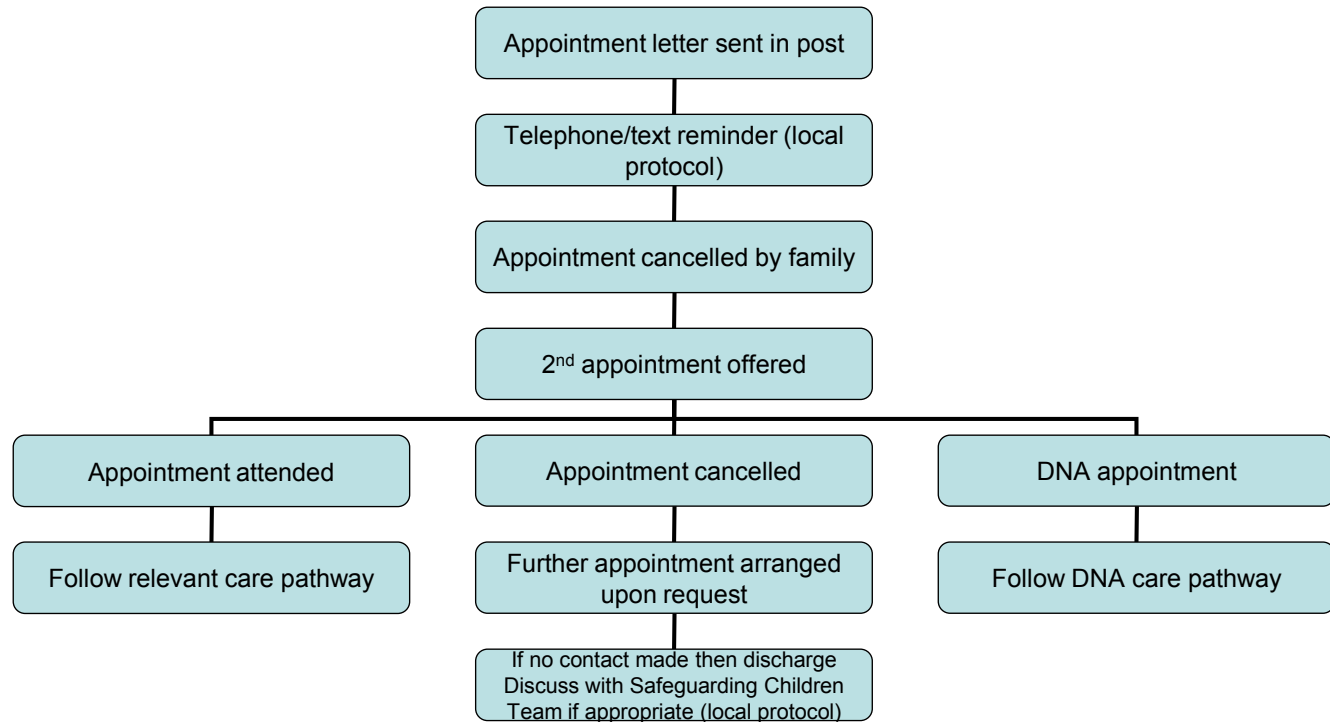 Appointment letter sent in post
Telephone/text reminder (local
protocol)
Appointment cancelled by family
2nd appointment offered
Appointment attended
Appointment cancelled
DNA appointment
Follow relevant care pathway
Further appointment arranged
upon request
Follow DNA care pathway
If no contact made then discharge
Discuss with Safeguarding Children
Team if appropriate (local protocol)